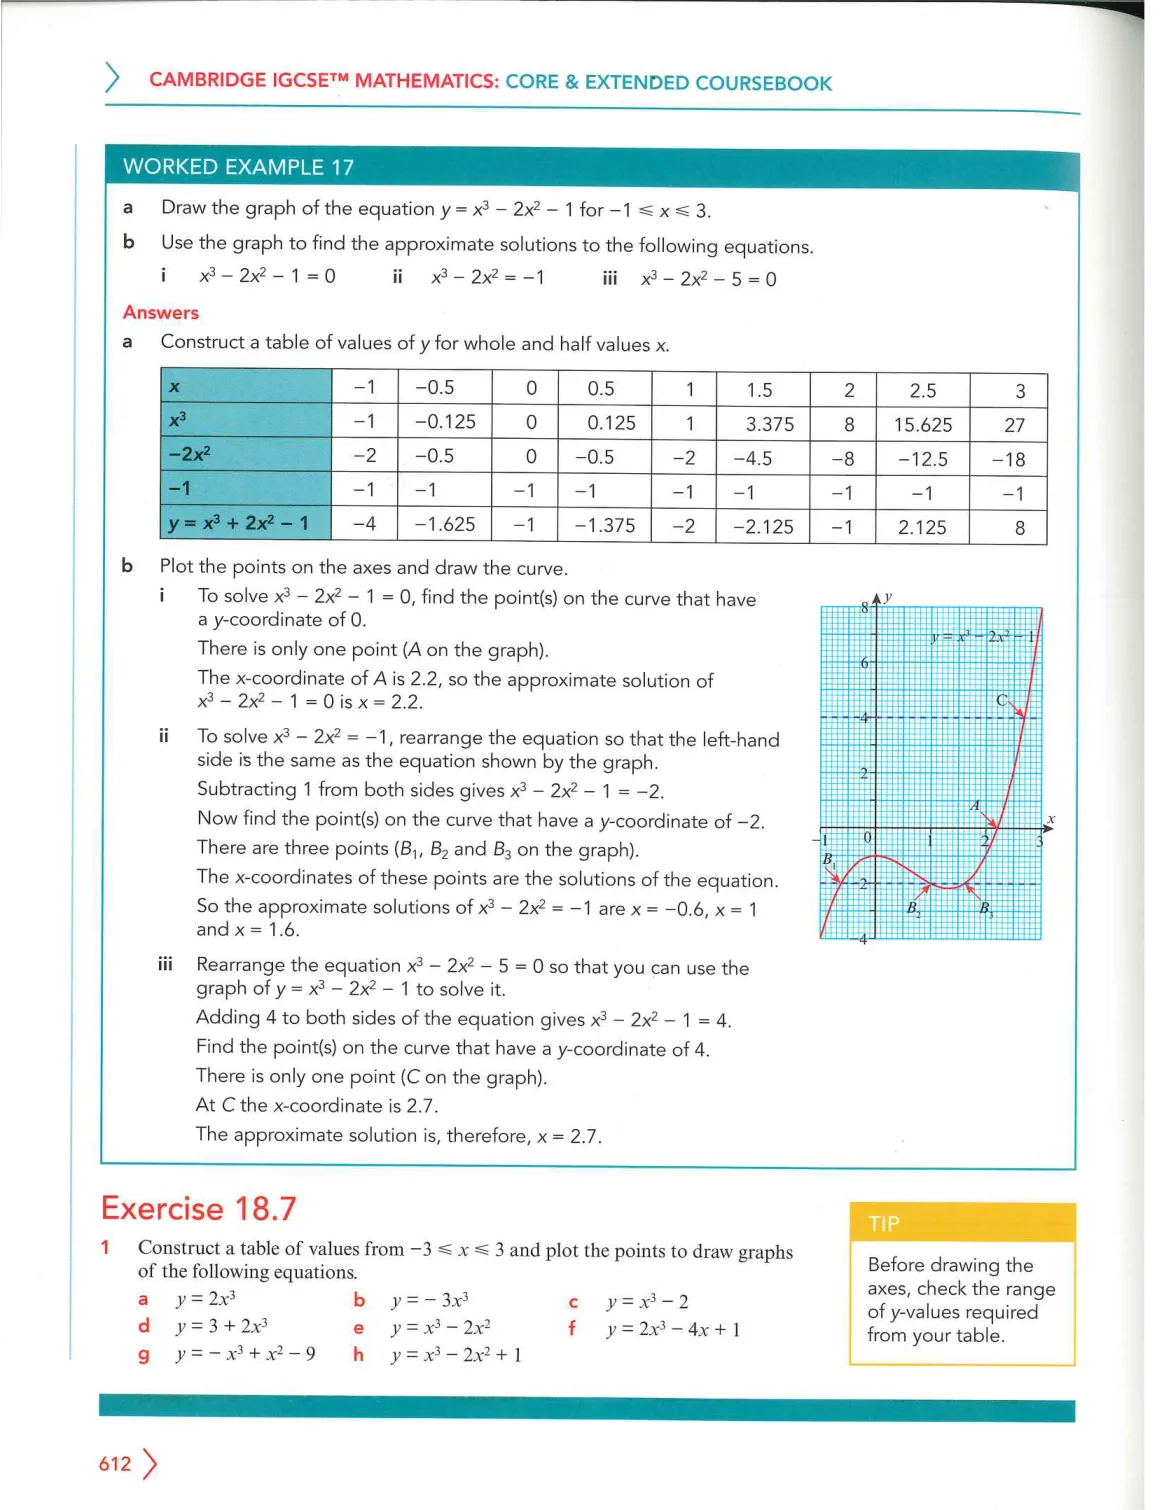 CAMBRIDGE IGCSE™ MATHEMATICS: CORE & EXTENDED COURSEBOOK
WORKED EXAMPLE 17
a Draw the graph of the equation y = x³ – 2x² – 1 for –1 ⩽ x ⩽ 3.
b Use the graph to find the approximate solutions to the following equations.
i x³ – 2x² – 1 = 0 ii x³ – 2x² = –1 iii x³ – 2x² – 5 = 0
Answers
a Construct a table of values of y for whole and half values x.
x –1 –0.5 0 0.5 1 1.5 2 2.5 3
x³ –1 –0.125 0 0.125 1 3.375 8 15.625 27
–2x² –2 –0.5 0 –0.5 –2 –4.5 –8 –12.5 –18
–1 –1 –1 –1 –1 –1 –1 –1 –1 –1
y = x³ + 2x² – 1 –4 –1.625 –1 –1.375 –2 –2.125 –1 2.125 8
b Plot the points on the axes and draw the curve.
i To solve x³ – 2x² – 1 = 0, find the point(s) on the curve that have
a y-coordinate of 0.
There is only one point (A on the graph).
The x-coordinate of A is 2.2, so the approximate solution of
x³ – 2x² – 1 = 0 is x = 2.2.
ii To solve x³ – 2x² = –1, rearrange the equation so that the left-hand
side is the same as the equation shown by the graph.
Subtracting 1 from both sides gives x³ – 2x² – 1 = –2.
Now find the point(s) on the curve that have a y-coordinate of –2.
There are three points (B₁, B₂ and B₃ on the graph).
The x-coordinates of these points are the solutions of the equation.
So the approximate solutions of x³ – 2x² = –1 are x = –0.6, x = 1
and x = 1.6.
iii Rearrange the equation x³ – 2x² – 5 = 0 so that you can use the
graph of y = x³ – 2x² – 1 to solve it.
Adding 4 to both sides of the equation gives x³ – 2x² – 1 = 4.
Find the point(s) on the curve that have a y-coordinate of 4.
There is only one point (C on the graph).
At C the x-coordinate is 2.7.
The approximate solution is, therefore, x = 2.7.
y
8
y = x³ – 2x² – 1
6
C
4
2
A
x
–1 0 1 2 3
B₁
–2
B₂ B₃
–4
Exercise 18.7
1 Construct a table of values from –3 ⩽ x ⩽ 3 and plot the points to draw graphs
of the following equations.
a y = 2x³ b y = – 3x³ c y = x³ – 2
d y = 3 + 2x³ e y = x³ – 2x² f y = 2x³ – 4x + 1
g y = – x³ + x² – 9 h y = x³ – 2x² + 1
TIP
Before drawing the
axes, check the range
of y-values required
from your table.
612